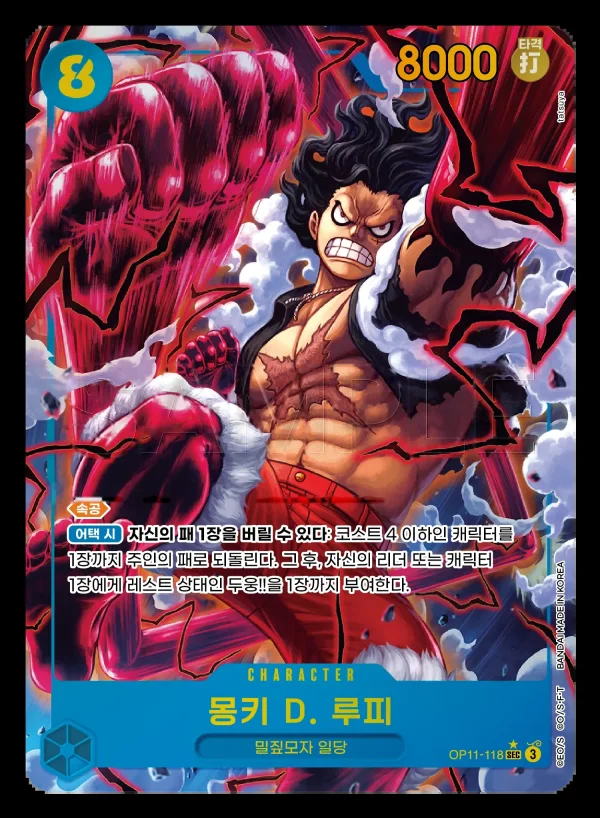 8
8000
타격
打
tatsuya
SAMPLE
속공
어택 시 자신의 패 1장을 버릴 수 있다: 코스트 4 이하인 캐릭터를
1장까지 주인의 패로 되돌린다. 그 후, 자신의 리더 또는 캐릭터
1장에게 레스트 상태인 두웅!!을 1장까지 부여한다.
CHARACTER
몽키 D. 루피
밀짚모자 일당
OP11-118 SEC 3
©EO/S ©O/S·F·T BANDAI MADE IN KOREA